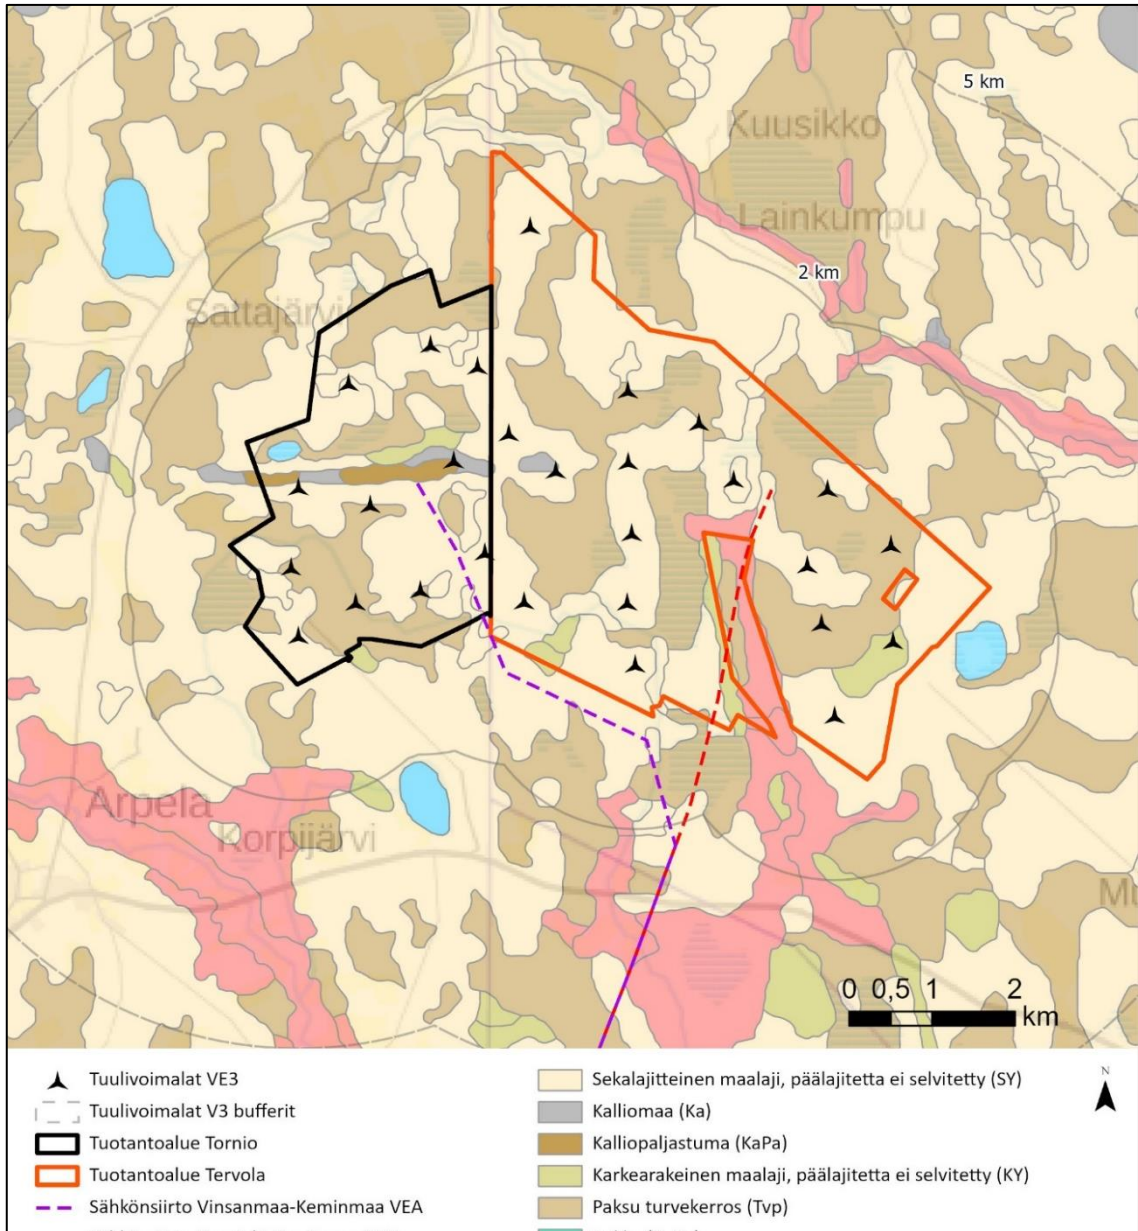 5 km
Kuusikko
Lainkumpu
2 km
Sattajärvi
Arpela
Korpijärvi
Mu
0 0,5 1 2
km
N
Tuulivoimalat VE3
Tuulivoimalat V3 bufferit
Tuotantoalue Tornio
Tuotantoalue Tervola
Sähkönsiirto Vinsanmaa-Keminmaa VEA
Sekalajitteinen maalaji, päälajitetta ei selvitetty (SY)
Kalliomaa (Ka)
Kalliopaljastuma (KaPa)
Karkearakeinen maalaji, päälajitetta ei selvitetty (KY)
Paksu turvekerros (Tvp)